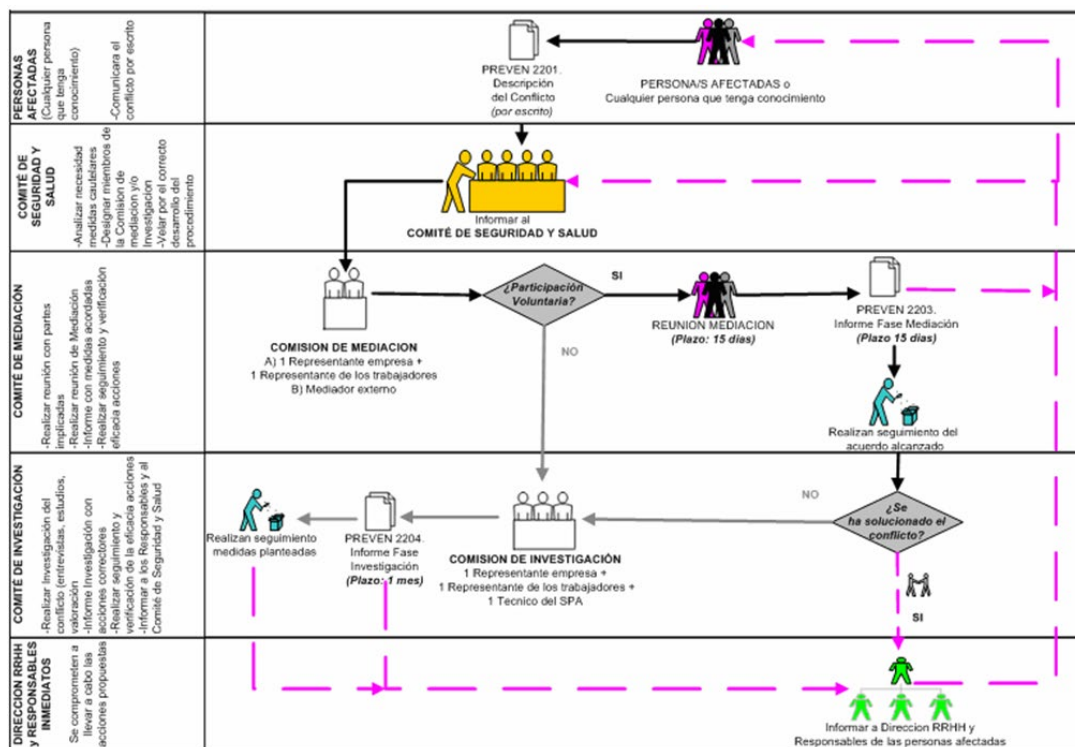 PERSONAS
AFECTADAS
(Cualquier persona
que tenga
conocimiento)
-Comunicara el
conflicto por escrito
PREVEN 2201.
Descripción
del Conflicto
(por escrito)
PERSONA/S AFECTADAS o
Cualquier persona que tenga conocimiento
COMITÉ DE
SEGURIDAD Y
SALUD
-Analizar necesidad
medidas cautelares
-Designar miembros de
la Comision de
mediacion y/o
Investigacion
-Velar por el correcto
desarrollo del
procedimiento
Informar al
COMITÉ DE SEGURIDAD Y SALUD
COMITÉ DE MEDIACIÓN
-Realizar reunión con partes
implicadas
-Realizar reunión de Mediación
-Informe con medidas acordadas
-Realizar seguimiento y verificación
eficacia acciones
COMISION DE MEDIACION
A) 1 Representante empresa +
1 Representante de los trabajadores
B) Mediador externo
¿Participación
Voluntaria?
SI
NO
REUNION MEDIACION
(Plazo: 15 días)
PREVEN 2203.
Informe Fase Mediación
(Plazo 15 días)
Realizan seguimiento del
acuerdo alcanzado
COMITÉ DE INVESTIGACIÓN
-Realizar Investigación del
conflicto (entrevistas, estudios,
valoración
-Informe Investigación con
acciones correctores
-Realizar seguimiento y
verificación de la eficacia acciones
-Informar a los Responsables y al
Comité de Seguridad y Salud
Realizan seguimiento
medidas planteadas
PREVEN 2204.
Informe Fase
Investigación
(Plazo: 1 mes)
COMISION DE INVESTIGACIÓN
1 Representante empresa +
1 Representante de los trabajadores +
1 Tecnico del SPA
NO
¿Se
ha solucionado el
conflicto?
SI
DIRECCION RRHH
y RESPONSABLES
INMEDIATOS
Se comprometen a
llevar a cabo las
acciones propuestas
Informar a Direccion RRHH y
Responsables de las personas afectadas